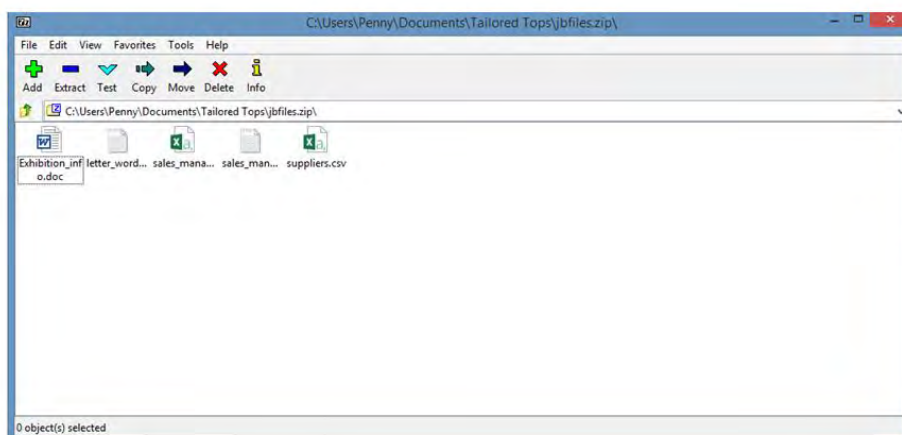 7z C:\Users\Penny\Documents\Tailored Tops\jbfiles.zip\
File Edit View Favorites Tools Help
Add Extract Test Copy Move Delete Info
C:\Users\Penny\Documents\Tailored Tops\jbfiles.zip\
Exhibition_inf letter_word... sales_mana... sales_man... suppliers.csv
o.doc
0 object(s) selected